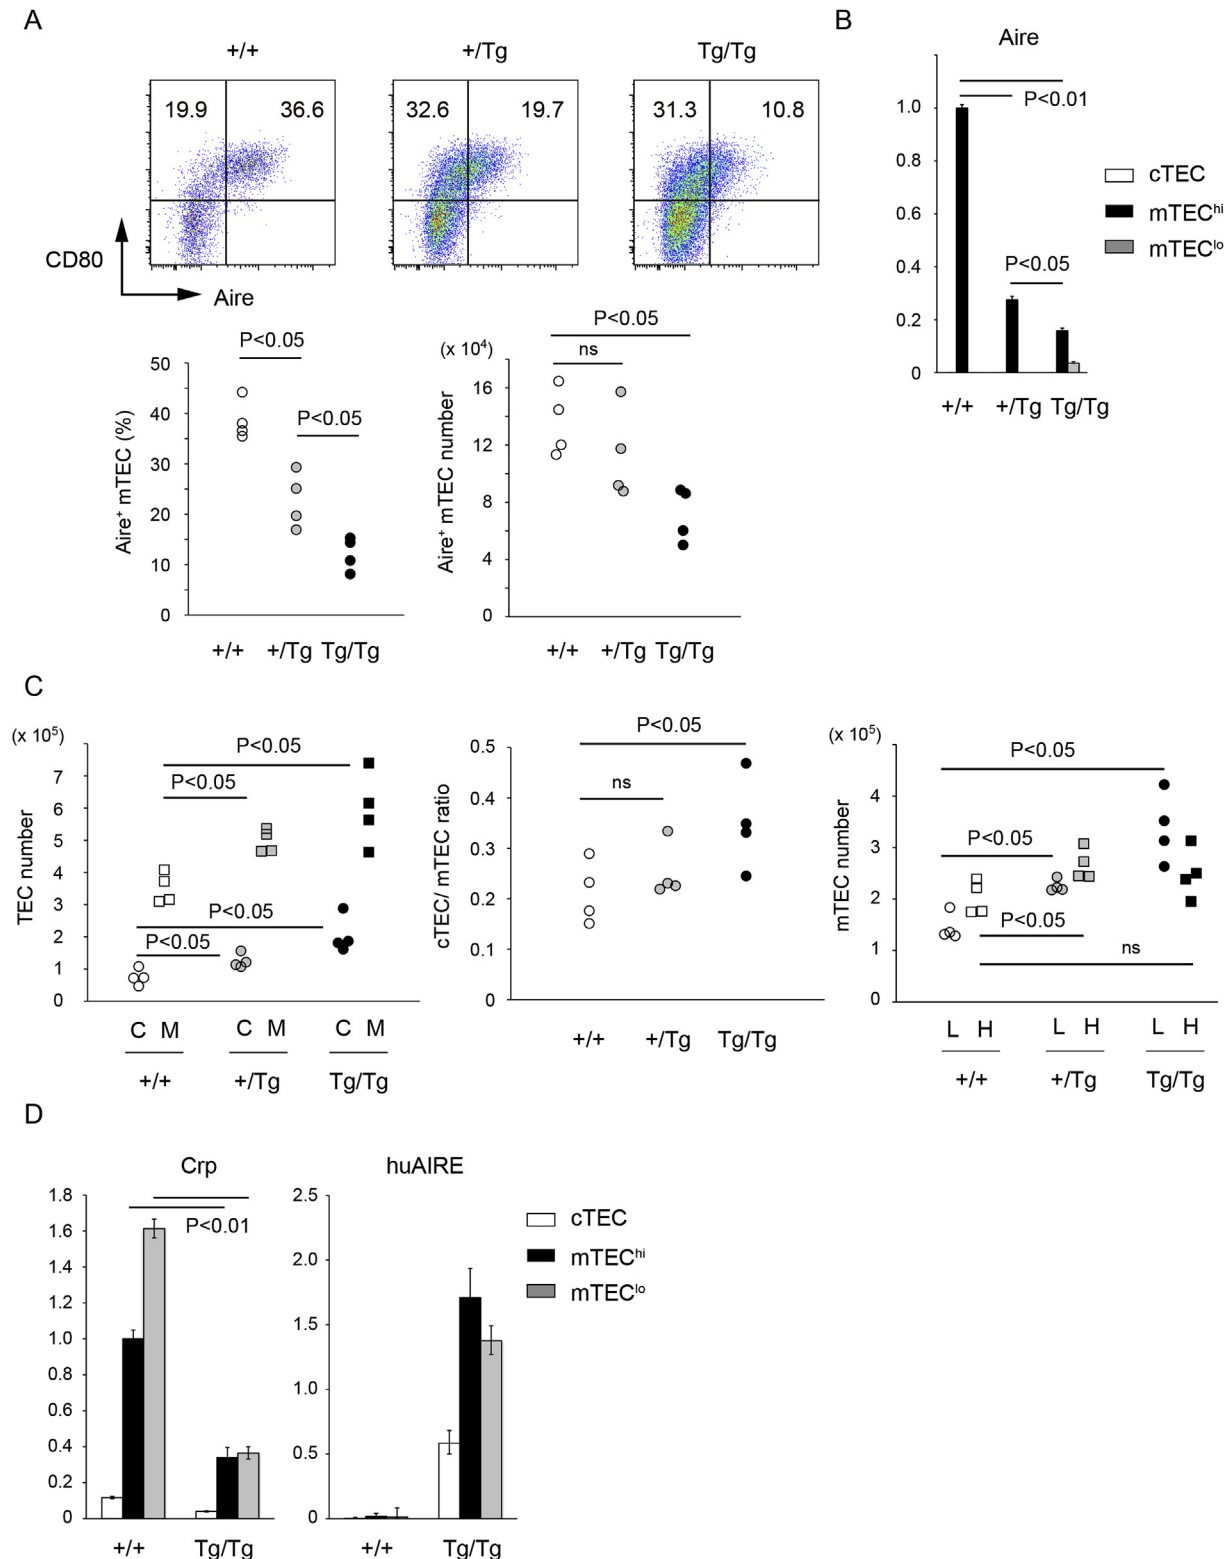 A
+/+
+/Tg
Tg/Tg
19.9
36.6
32.6
19.7
31.3
10.8
CD80
Aire
P<0.05
P<0.05
50
40
30
20
10
0
Aire⁺ mTEC (%)
+/+
+/Tg
Tg/Tg
(x 10⁴)
P<0.05
ns
16
12
8
4
0
Aire⁺ mTEC number
+/+
+/Tg
Tg/Tg
B
Aire
P<0.01
P<0.05
1.0
0.8
0.6
0.4
0.2
0
+/+
+/Tg
Tg/Tg
cTEC
mTECʰⁱ
mTECˡᵒ
C
(x 10⁵)
P<0.05
P<0.05
P<0.05
P<0.05
7
6
5
4
3
2
1
0
TEC number
C M
C M
C M
+/+
+/Tg
Tg/Tg
P<0.05
ns
0.5
0.4
0.3
0.2
0.1
0
cTEC/ mTEC ratio
+/+
+/Tg
Tg/Tg
(x 10⁵)
P<0.05
P<0.05
P<0.05
ns
4
3
2
1
0
mTEC number
L H
L H
L H
+/+
+/Tg
Tg/Tg
D
Crp
P<0.01
1.8
1.6
1.4
1.2
1.0
0.8
0.6
0.4
0.2
0
+/+
Tg/Tg
huAIRE
2.5
2.0
1.5
1.0
0.5
0
+/+
Tg/Tg
cTEC
mTECʰⁱ
mTECˡᵒ